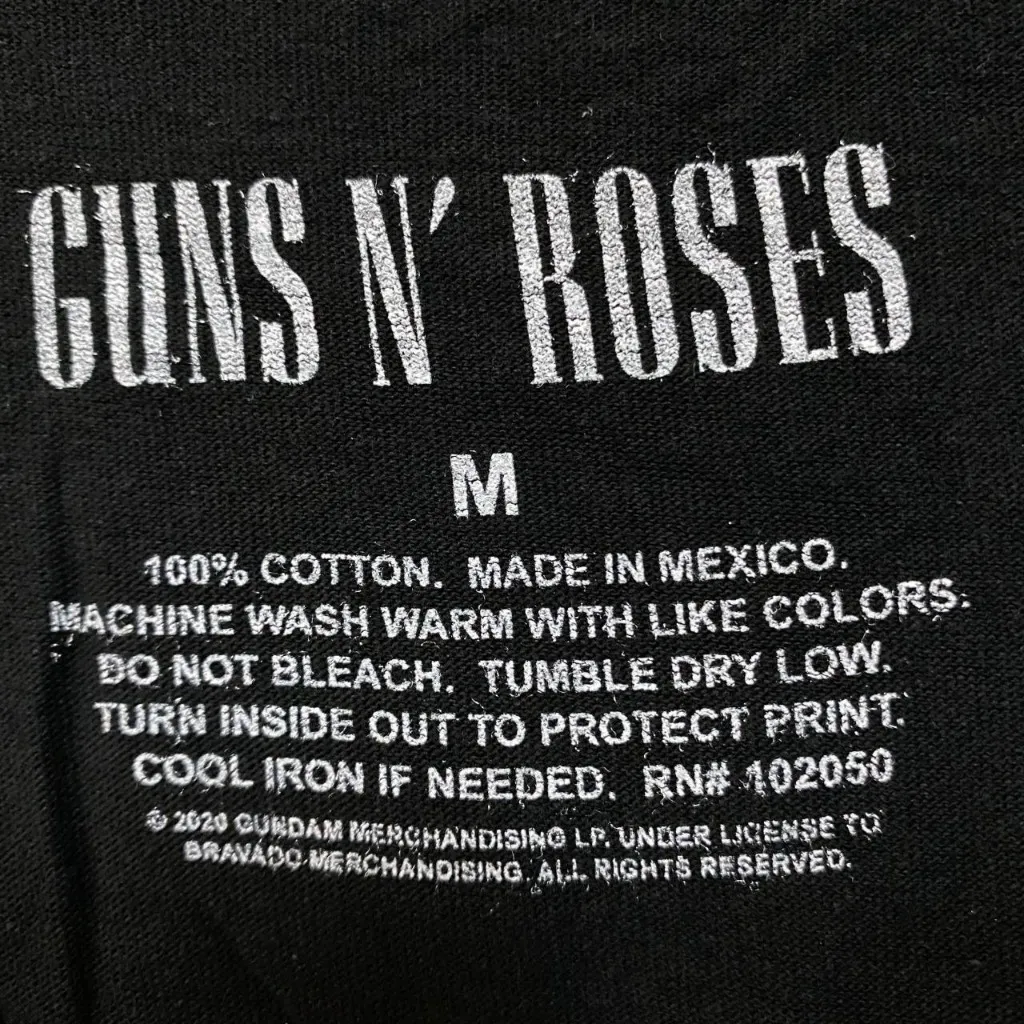 GUNS N' ROSES
M
100% COTTON. MADE IN MEXICO.
MACHINE WASH WARM WITH LIKE COLORS.
DO NOT BLEACH. TUMBLE DRY LOW.
TURN INSIDE OUT TO PROTECT PRINT.
COOL IRON IF NEEDED. RN# 102050
© 2020 GUNDAM MERCHANDISING LP. UNDER LICENSE TO
BRAVADO MERCHANDISING. ALL RIGHTS RESERVED.